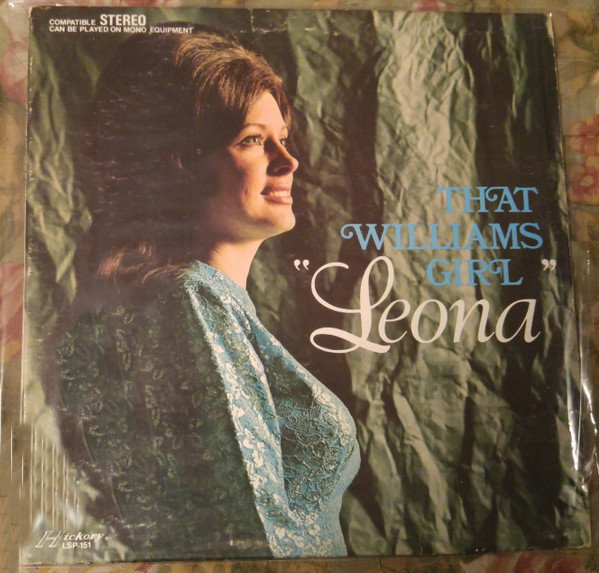 COMPATIBLE STEREO
CAN BE PLAYED ON MONO EQUIPMENT
THAT
WILLIAMS
GIRL
"Leona"
Hickory
LSP-151